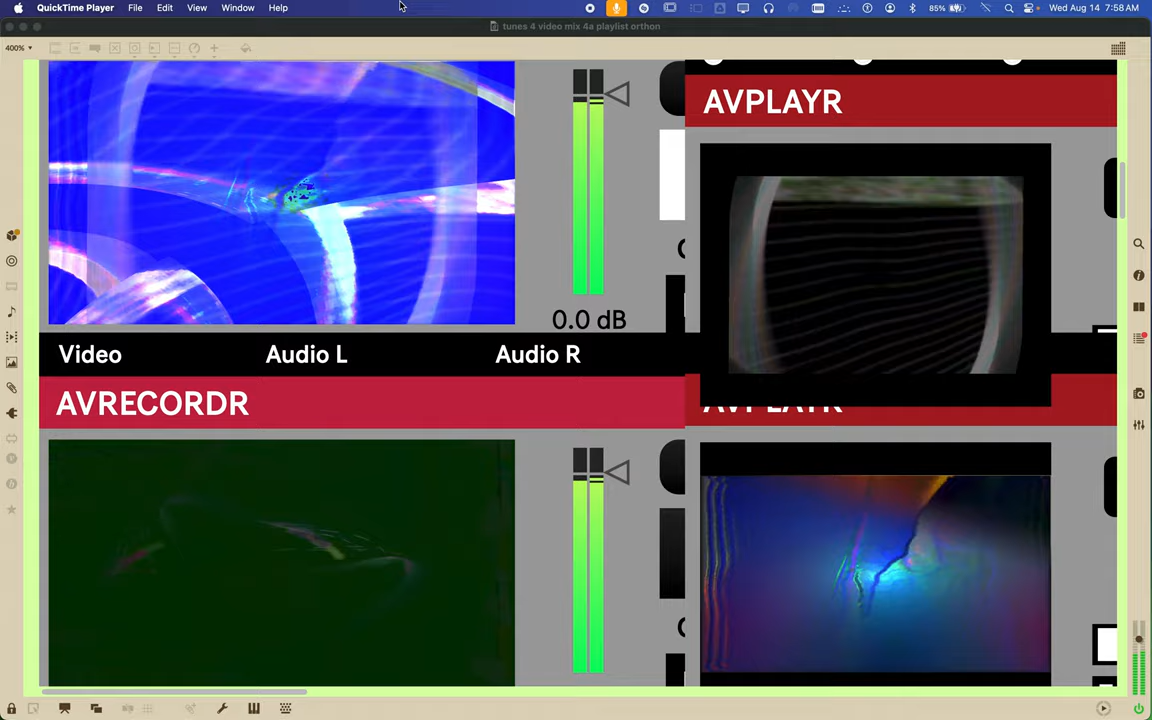 QuickTime Player File Edit View Window Help 85% Wed Aug 14 7:58 AM
tunes 4 video mix 4a playlist orthon
400%
AVPLAYR
0.0 dB
Video Audio L Audio R
AVRECORDR